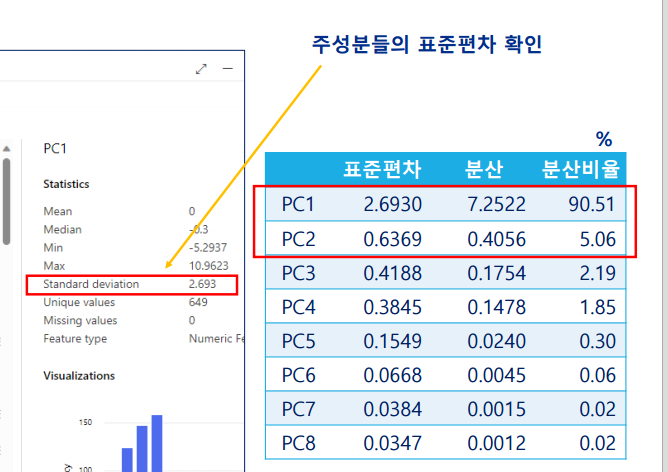 주성분들의 표준편차 확인
PC1
Statistics
Mean 0
Median -0.3
Min -5.2937
Max 10.9623
Standard deviation 2.693
Unique values 649
Missing values 0
Feature type Numeric Fe
Visualizations
150
100
%
표준편차 분산 분산비율
PC1 2.6930 7.2522 90.51
PC2 0.6369 0.4056 5.06
PC3 0.4188 0.1754 2.19
PC4 0.3845 0.1478 1.85
PC5 0.1549 0.0240 0.30
PC6 0.0668 0.0045 0.06
PC7 0.0384 0.0015 0.02
PC8 0.0347 0.0012 0.02